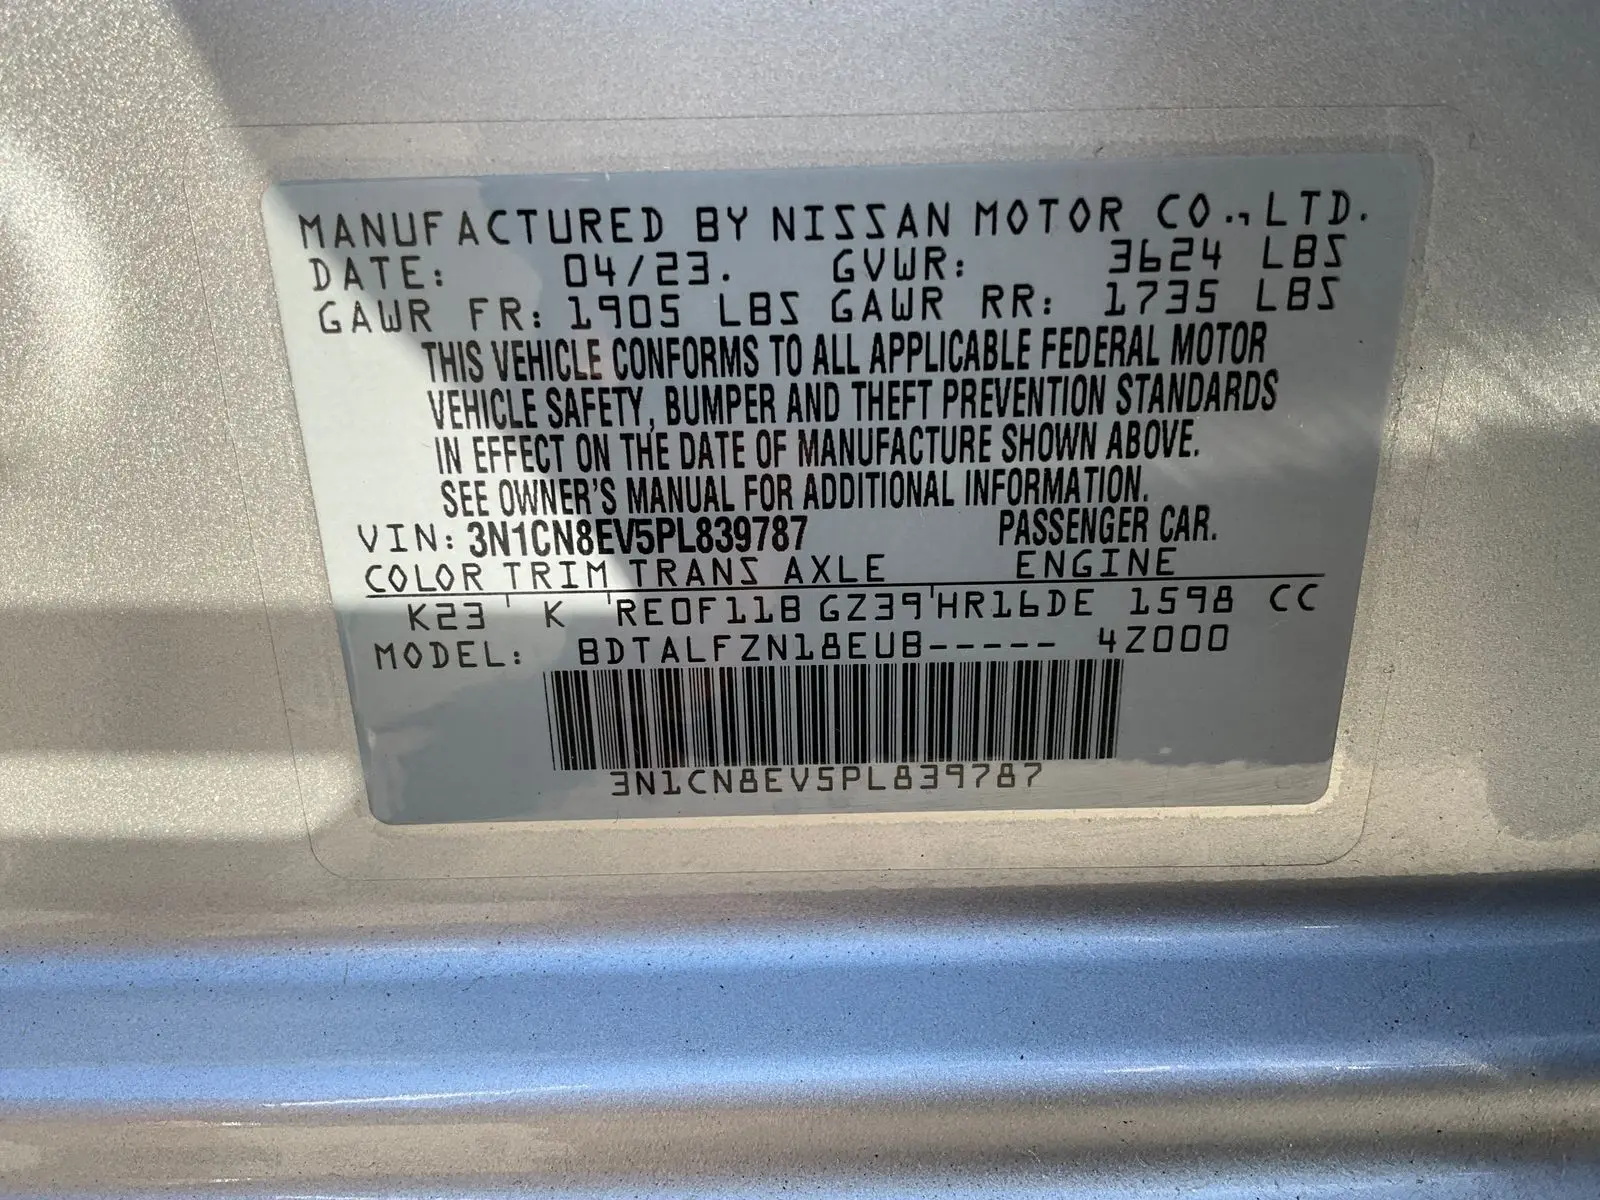 MANUFACTURED BY NISSAN MOTOR CO., LTD.
DATE: 04/23. GVWR: 3624 LBS
GAWR FR: 1905 LBS GAWR RR: 1735 LBS
THIS VEHICLE CONFORMS TO ALL APPLICABLE FEDERAL MOTOR
VEHICLE SAFETY, BUMPER AND THEFT PREVENTION STANDARDS
IN EFFECT ON THE DATE OF MANUFACTURE SHOWN ABOVE.
SEE OWNER'S MANUAL FOR ADDITIONAL INFORMATION.
VIN: 3N1CN8EV5PL839787 PASSENGER CAR.
COLOR TRIM TRANS AXLE ENGINE
K23 ' K 'RE0F11B GZ39'HR16DE 1598 CC
MODEL: BDTALFZN18EUB----- 4Z000
3N1CN8EV5PL839787